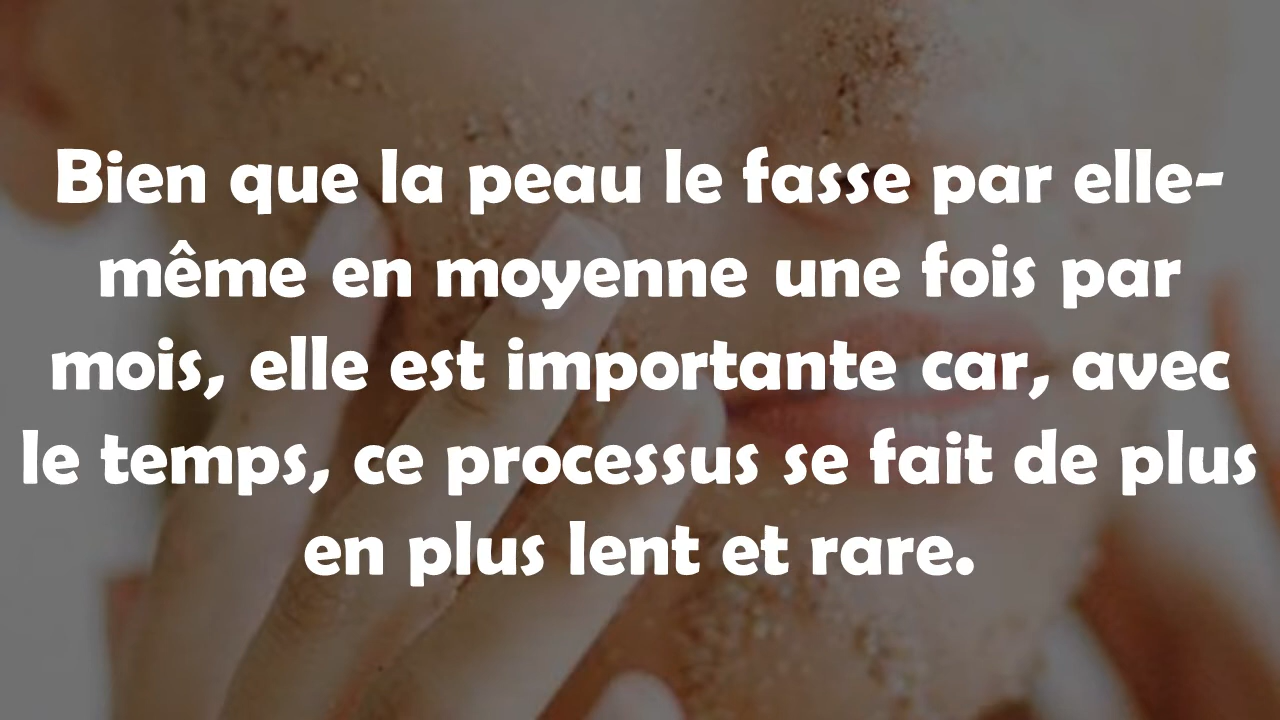 Bien que la peau le fasse par elle-
même en moyenne une fois par
mois, elle est importante car, avec
le temps, ce processus se fait de plus
en plus lent et rare.